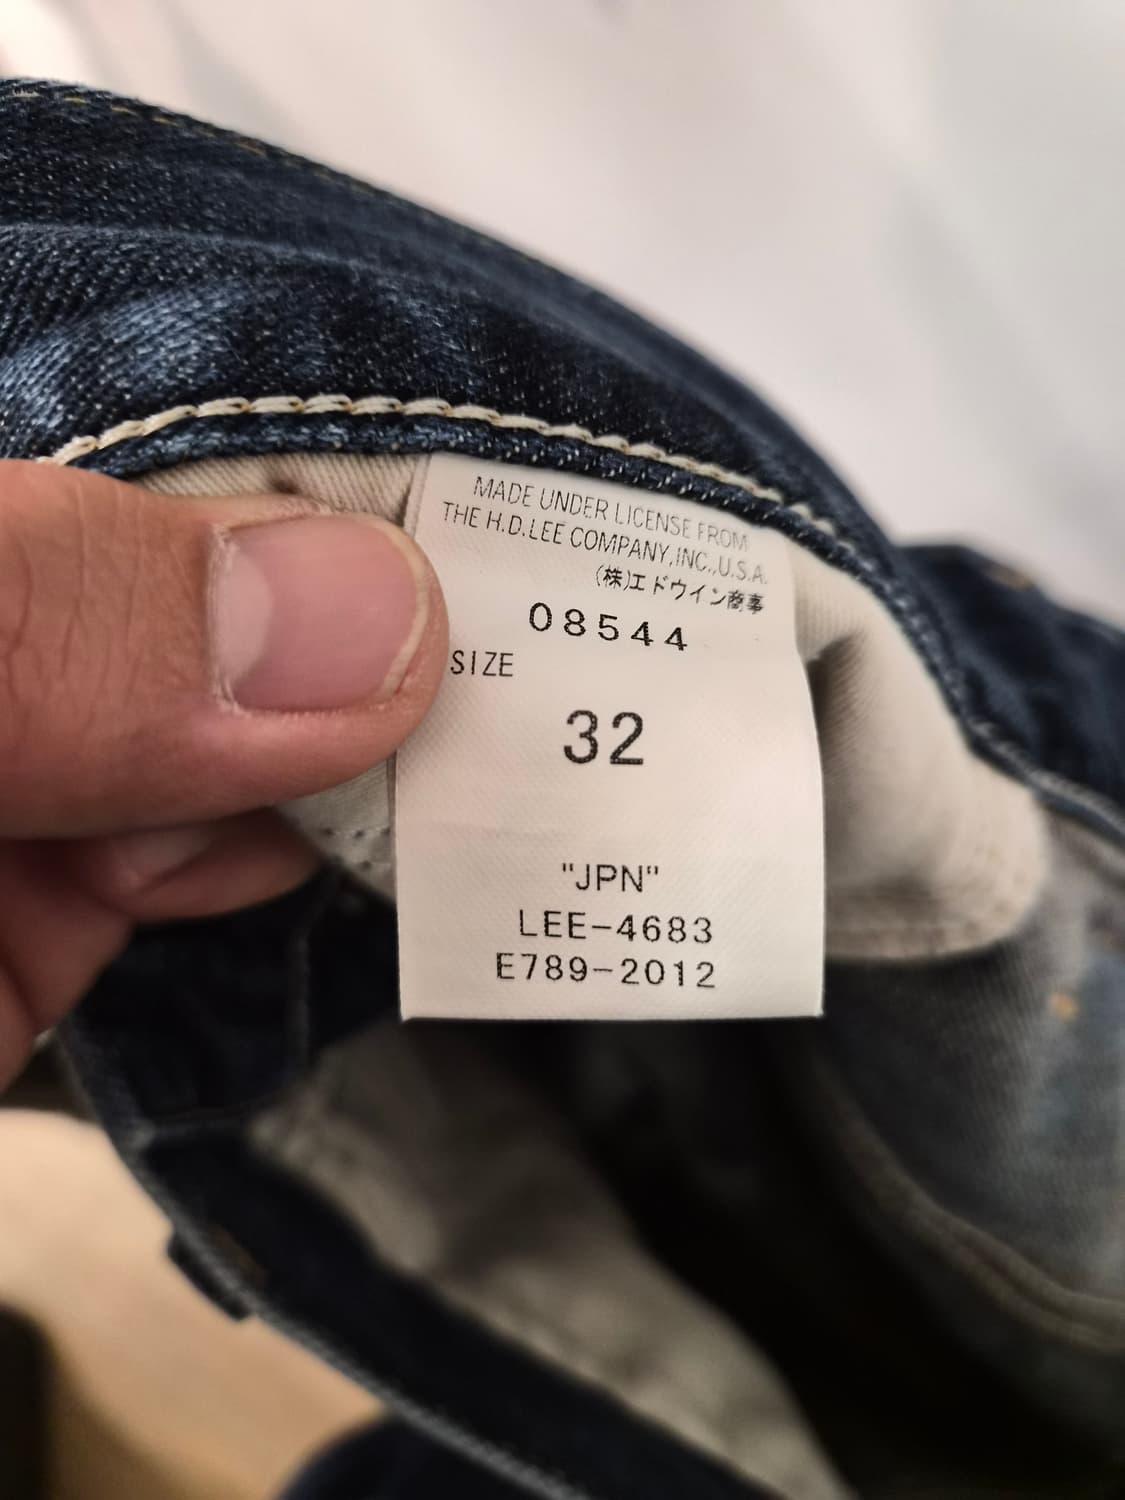 MADE UNDER LICENSE FROM
THE H.D.LEE COMPANY,INC.,U.S.A.
(株)エドウイン商事
08544
SIZE
32
"JPN"
LEE-4683
E789-2012